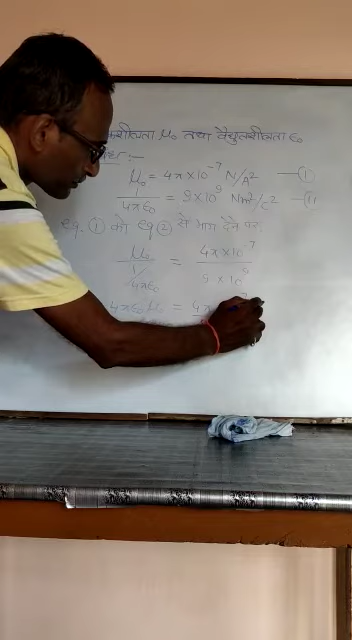 μ₀ तथा वैद्युतशीलता ε₀
μ₀ = 4π×10⁻⁷ N/A² —①
1/4πε₀ = 9×10⁹ Nm²/C² —⑪
eq. ① को eq ② से भाग देने पर,
μ₀ / (1/4πε₀) = 4π×10⁻⁷ / 9×10⁹
4πε₀μ₀ = 4π